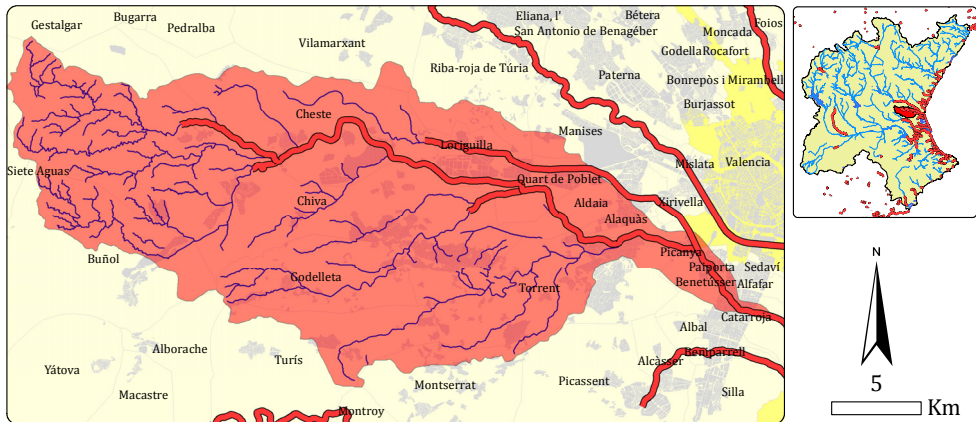 Gestalgar
Bugarra
Pedralba
Vilamarxant
Eliana, l'
San Antonio de Benagéber
Bétera
Foios
Moncada
Godella
Rocafort
Riba-roja de Túria
Paterna
Bonrepòs i Mirambell
Burjassot
Cheste
Manises
Loriguilla
Mislata
Valencia
Siete Aguas
Quart de Poblet
Chiva
Aldaia
Xirivella
Alaquàs
Buñol
Picanya
Godelleta
Paiporta
Sedaví
Torrent
Benetússer
Alfafar
Catarroja
Albal
Alborache
Turís
Beniparrell
Alcàsser
Yátova
Macastre
Montserrat
Picassent
Silla
Montroy
N
5
Km